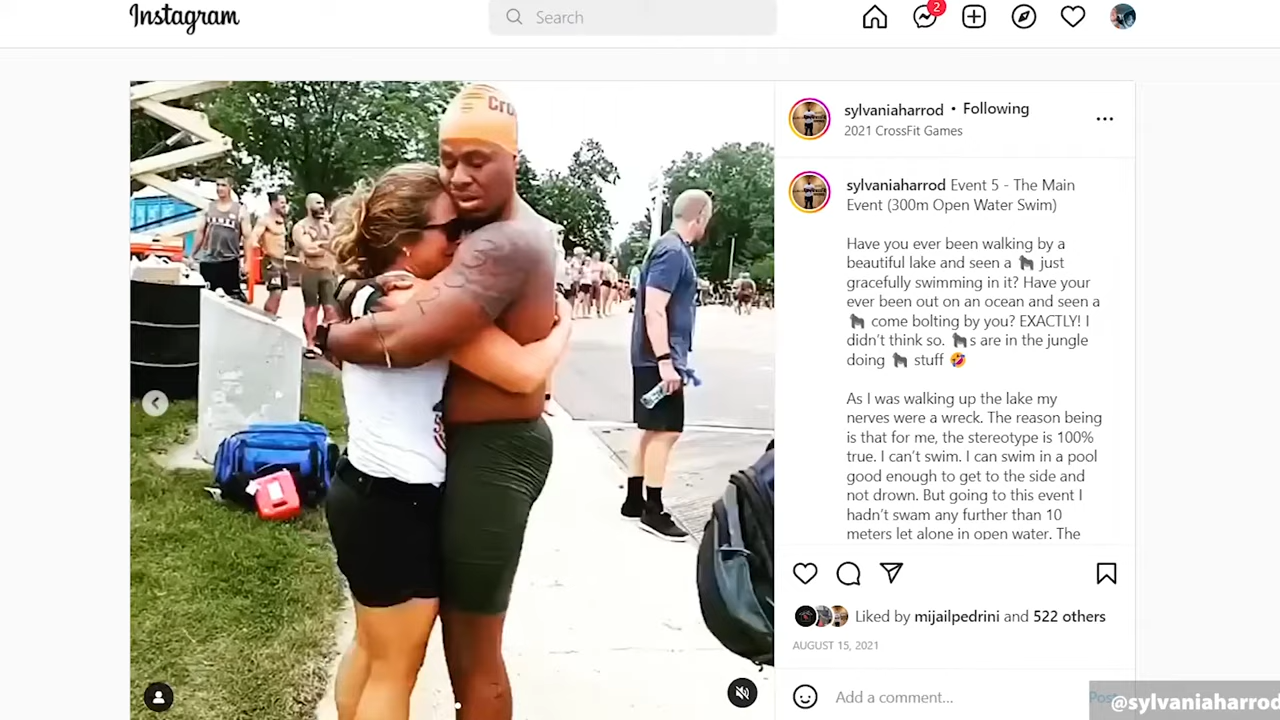 Instagram
Search
2
sylvaniaharrod • Following
2021 CrossFit Games
sylvaniaharrod Event 5 - The Main
Event (300m Open Water Swim)
Have you ever been walking by a
beautiful lake and seen a 🦍 just
gracefully swimming in it? Have your
ever been out on an ocean and seen a
🦍 come bolting by you? EXACTLY! I
didn't think so. 🦍s are in the jungle
doing 🦍 stuff 🤣
As I was walking up the lake my
nerves were a wreck. The reason being
is that for me, the stereotype is 100%
true. I can't swim. I can swim in a pool
good enough to get to the side and
not drown. But going to this event I
hadn't swam any further than 10
meters let alone in open water. The
Liked by mijailpedrini and 522 others
AUGUST 15, 2021
Add a comment...
Post
@sylvaniaharrod